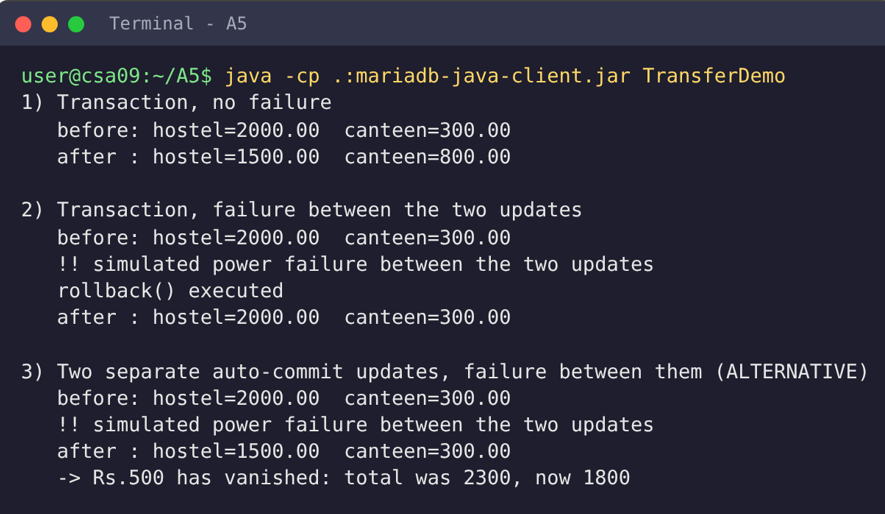 Terminal - A5
user@csa09:~/A5$ java -cp .:mariadb-java-client.jar TransferDemo
1) Transaction, no failure
   before: hostel=2000.00  canteen=300.00
   after : hostel=1500.00  canteen=800.00

2) Transaction, failure between the two updates
   before: hostel=2000.00  canteen=300.00
   !! simulated power failure between the two updates
   rollback() executed
   after : hostel=2000.00  canteen=300.00

3) Two separate auto-commit updates, failure between them (ALTERNATIVE)
   before: hostel=2000.00  canteen=300.00
   !! simulated power failure between the two updates
   after : hostel=1500.00  canteen=300.00
   -> Rs.500 has vanished: total was 2300, now 1800